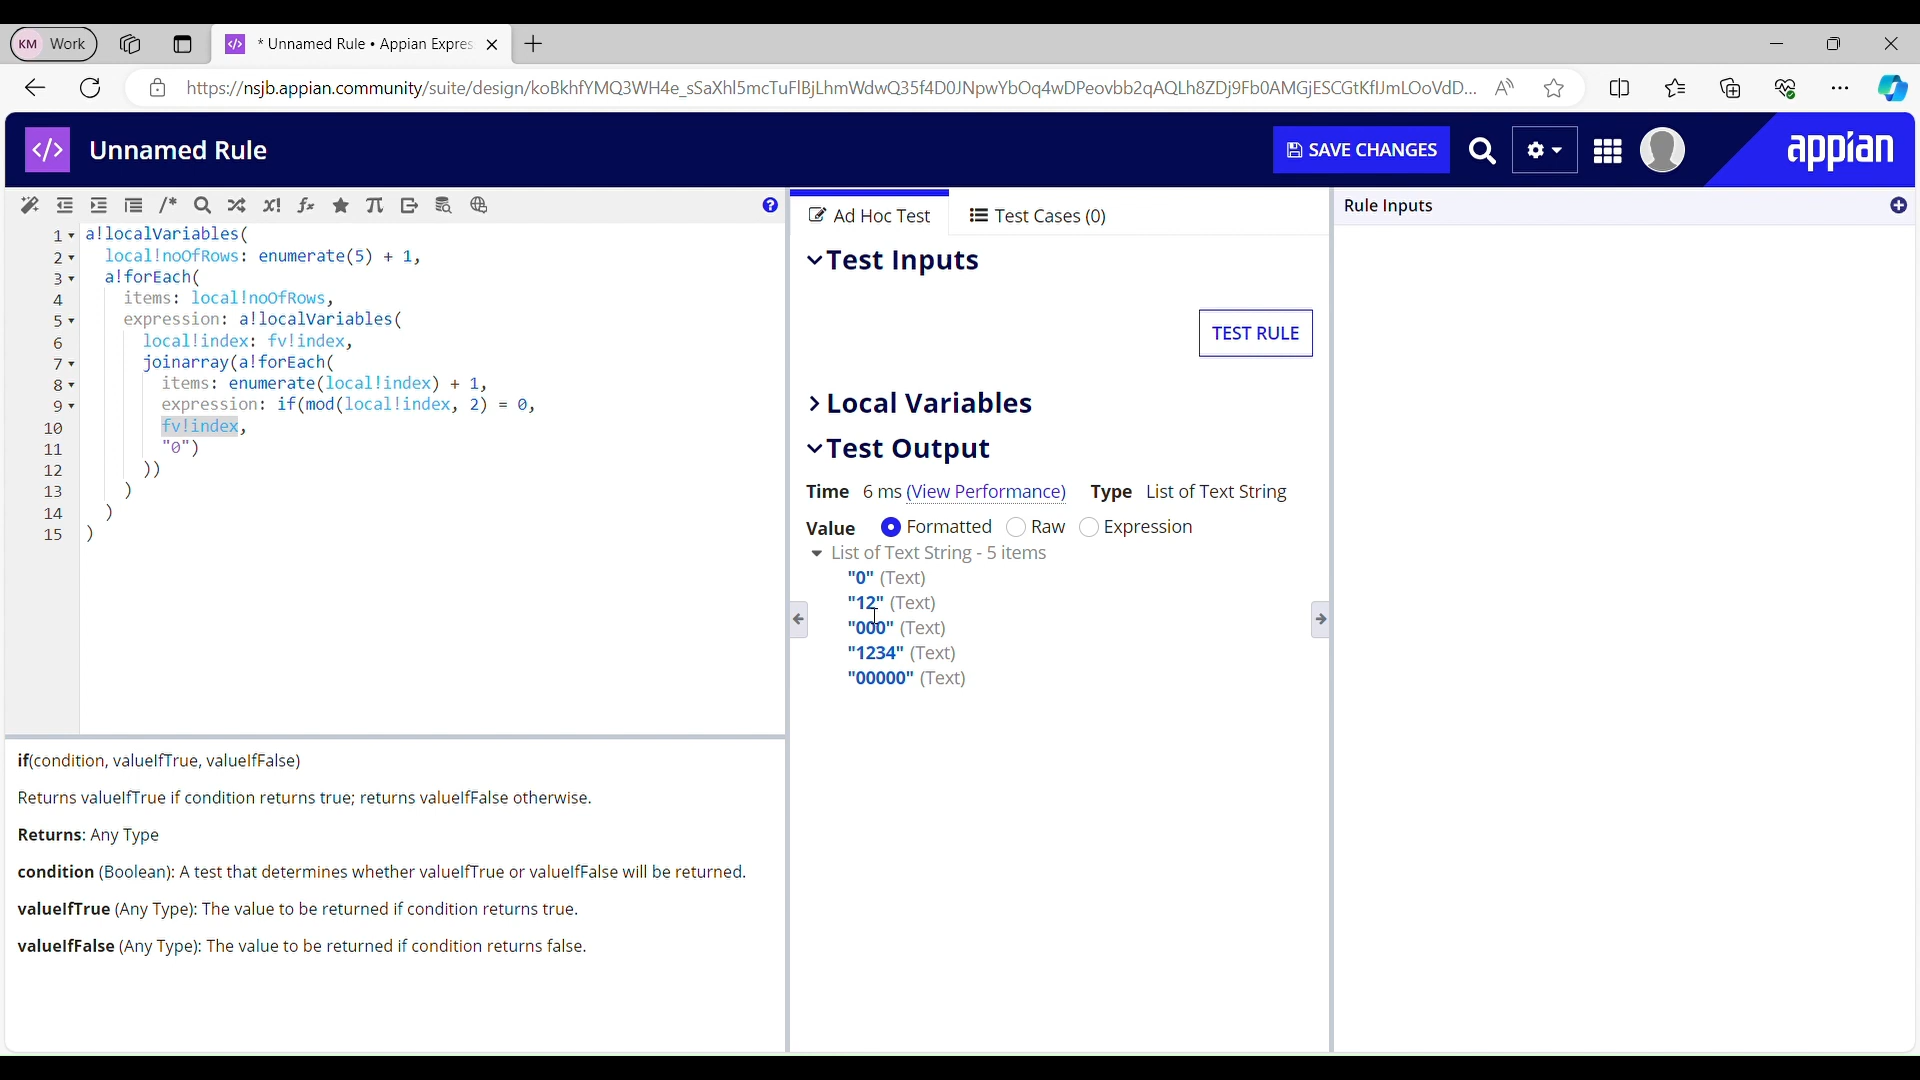 KM Work
* Unnamed Rule • Appian Expres
https://nsjb.appian.community/suite/design/koBkhfYMQ3WH4e_sSaXhl5mcTuFlBjLhmWdwQ35f4D0JNpwYbOq4wDPeovbb2qAQLh8ZDj9Fb0AMGjESCGtKflJmLOoVdD...
Unnamed Rule
SAVE CHANGES
appian
Ad Hoc Test
Test Cases (0)
Rule Inputs
1 a!localVariables(
2 local!noOfRows: enumerate(5) + 1,
3 a!forEach(
4 items: local!noOfRows,
5 expression: a!localVariables(
6 local!index: fv!index,
7 joinarray(a!forEach(
8 items: enumerate(local!index) + 1,
9 expression: if(mod(local!index, 2) = 0,
10 fv!index,
11 "0")
12 ))
13 )
14 )
15 )
if(condition, valueIfTrue, valueIfFalse)
Returns valueIfTrue if condition returns true; returns valueIfFalse otherwise.
Returns: Any Type
condition (Boolean): A test that determines whether valueIfTrue or valueIfFalse will be returned.
valueIfTrue (Any Type): The value to be returned if condition returns true.
valueIfFalse (Any Type): The value to be returned if condition returns false.
Test Inputs
TEST RULE
Local Variables
Test Output
Time 6 ms (View Performance) Type List of Text String
Value Formatted Raw Expression
List of Text String - 5 items
"0" (Text)
"12" (Text)
"000" (Text)
"1234" (Text)
"00000" (Text)